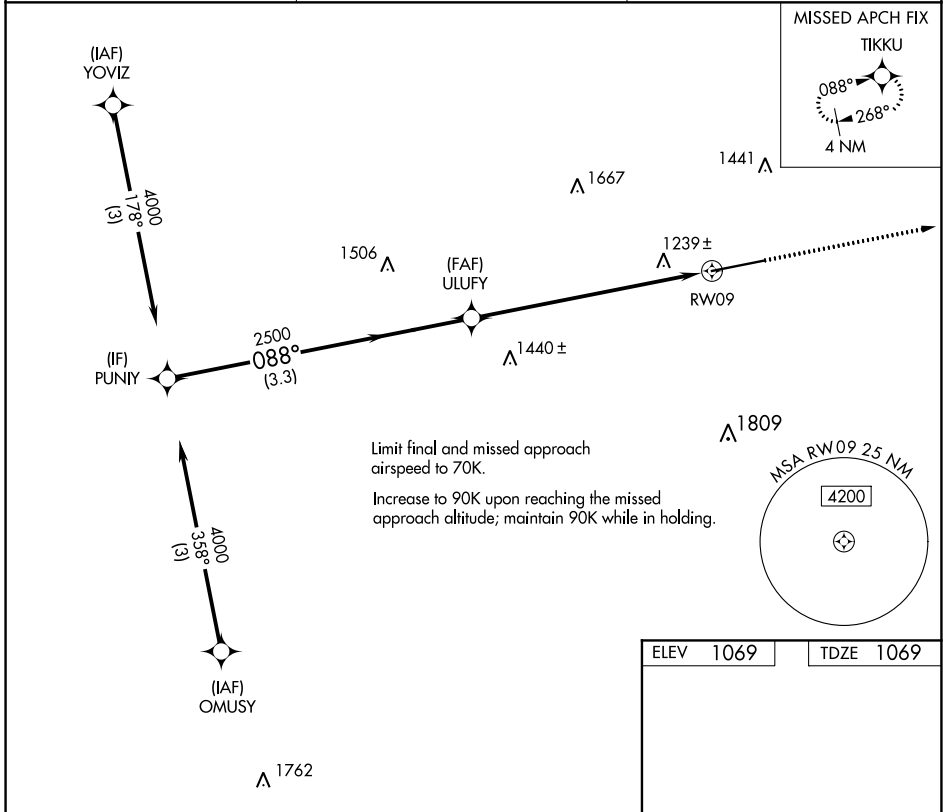 MISSED APCH FIX
TIKKU
088°
268°
4 NM
(IAF)
YOVIZ
4000
178°
(3)
1441
1667
1506
(FAF)
ULUFY
1239 ±
RW09
2500
088°
(3.3)
(IF)
PUNIY
1440 ±
1809
Limit final and missed approach
airspeed to 70K.
Increase to 90K upon reaching the missed
approach altitude; maintain 90K while in holding.
MSA RW09 25 NM
4200
4000
358°
(3)
(IAF)
OMUSY
ELEV 1069
TDZE 1069
1762